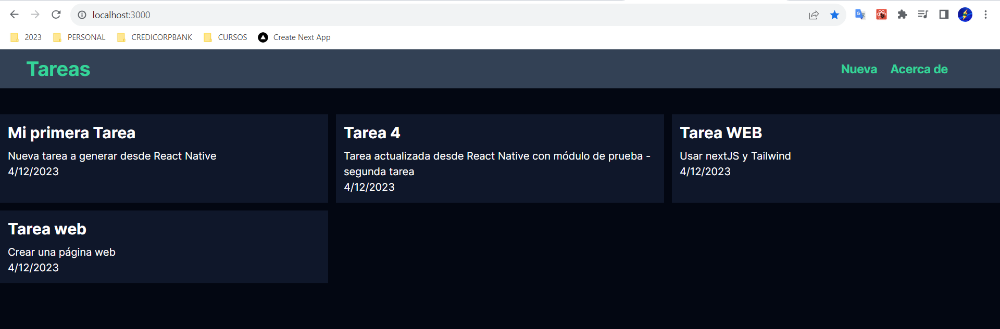 localhost:3000
2023 PERSONAL CREDICORPBANK CURSOS Create Next App
Tareas Nueva Acerca de
Mi primera Tarea
Nueva tarea a generar desde React Native
4/12/2023
Tarea 4
Tarea actualizada desde React Native con módulo de prueba -
segunda tarea
4/12/2023
Tarea WEB
Usar nextJS y Tailwind
4/12/2023
Tarea web
Crear una página web
4/12/2023